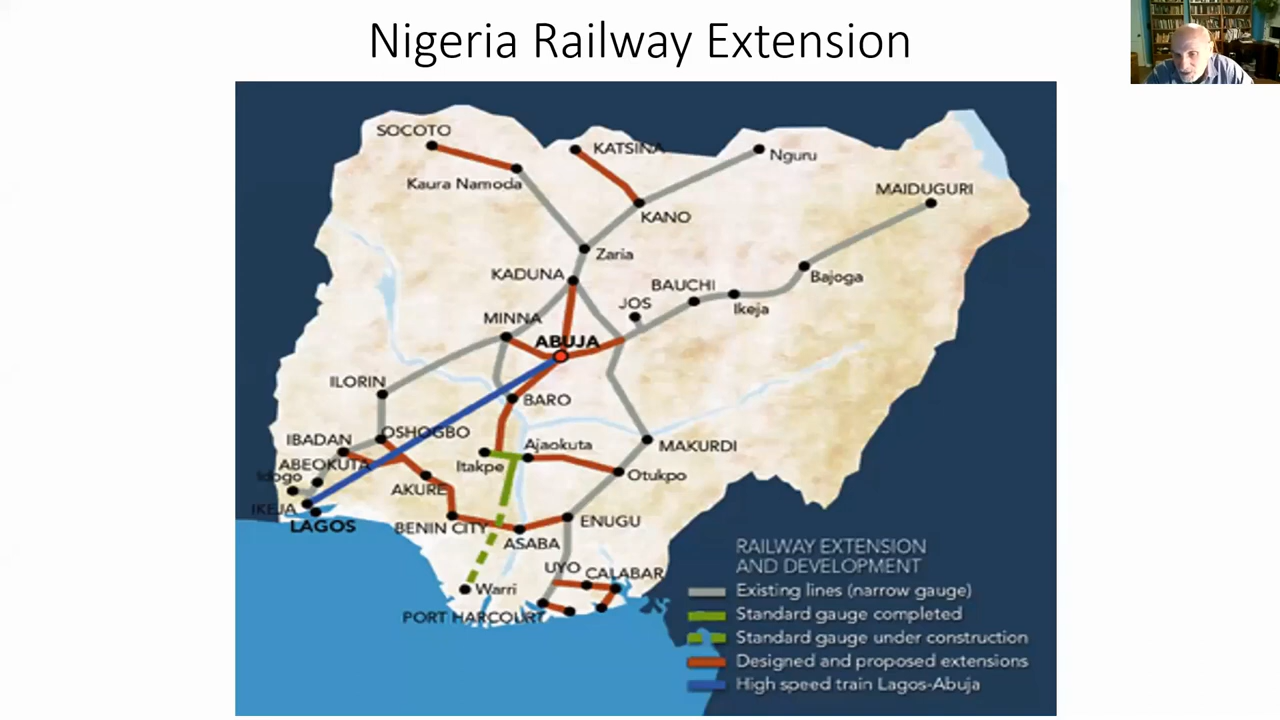 Nigeria Railway Extension
SOCOTO
KATSINA
Nguru
Kaura Namoda
MAIDUGURI
KANO
Zaria
KADUNA
Bajoga
BAUCHI
JOS
Ikeja
MINNA
ABUJA
ILORIN
BARO
IBADAN
OSHOGBO
Ajaokuta
MAKURDI
ABEOKUTA
Itakpe
Idogo
Otukpo
AKURE
IKEJA
LAGOS
BENIN CITY
ENUGU
ASABA
UYO
CALABAR
Warri
PORT HARCOURT
RAILWAY EXTENSION
AND DEVELOPMENT
Existing lines (narrow gauge)
Standard gauge completed
Standard gauge under construction
Designed and proposed extensions
High speed train Lagos-Abuja